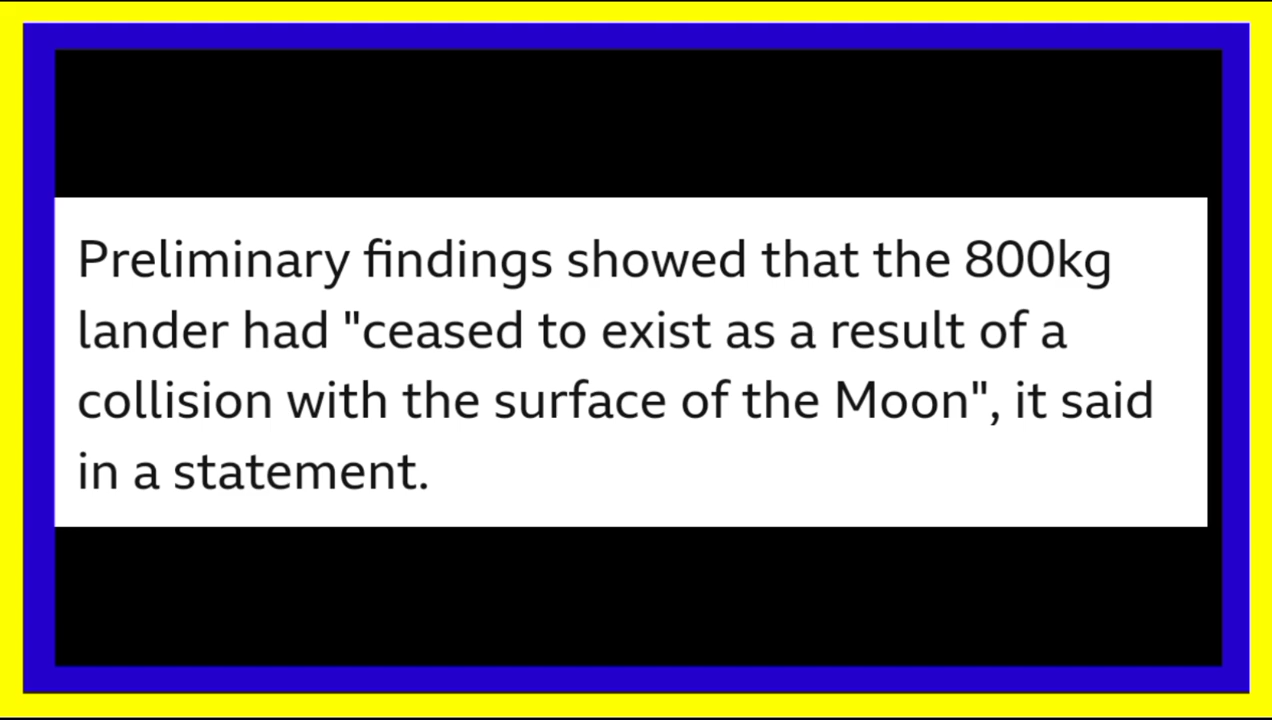 Preliminary findings showed that the 800kg
lander had "ceased to exist as a result of a
collision with the surface of the Moon", it said
in a statement.